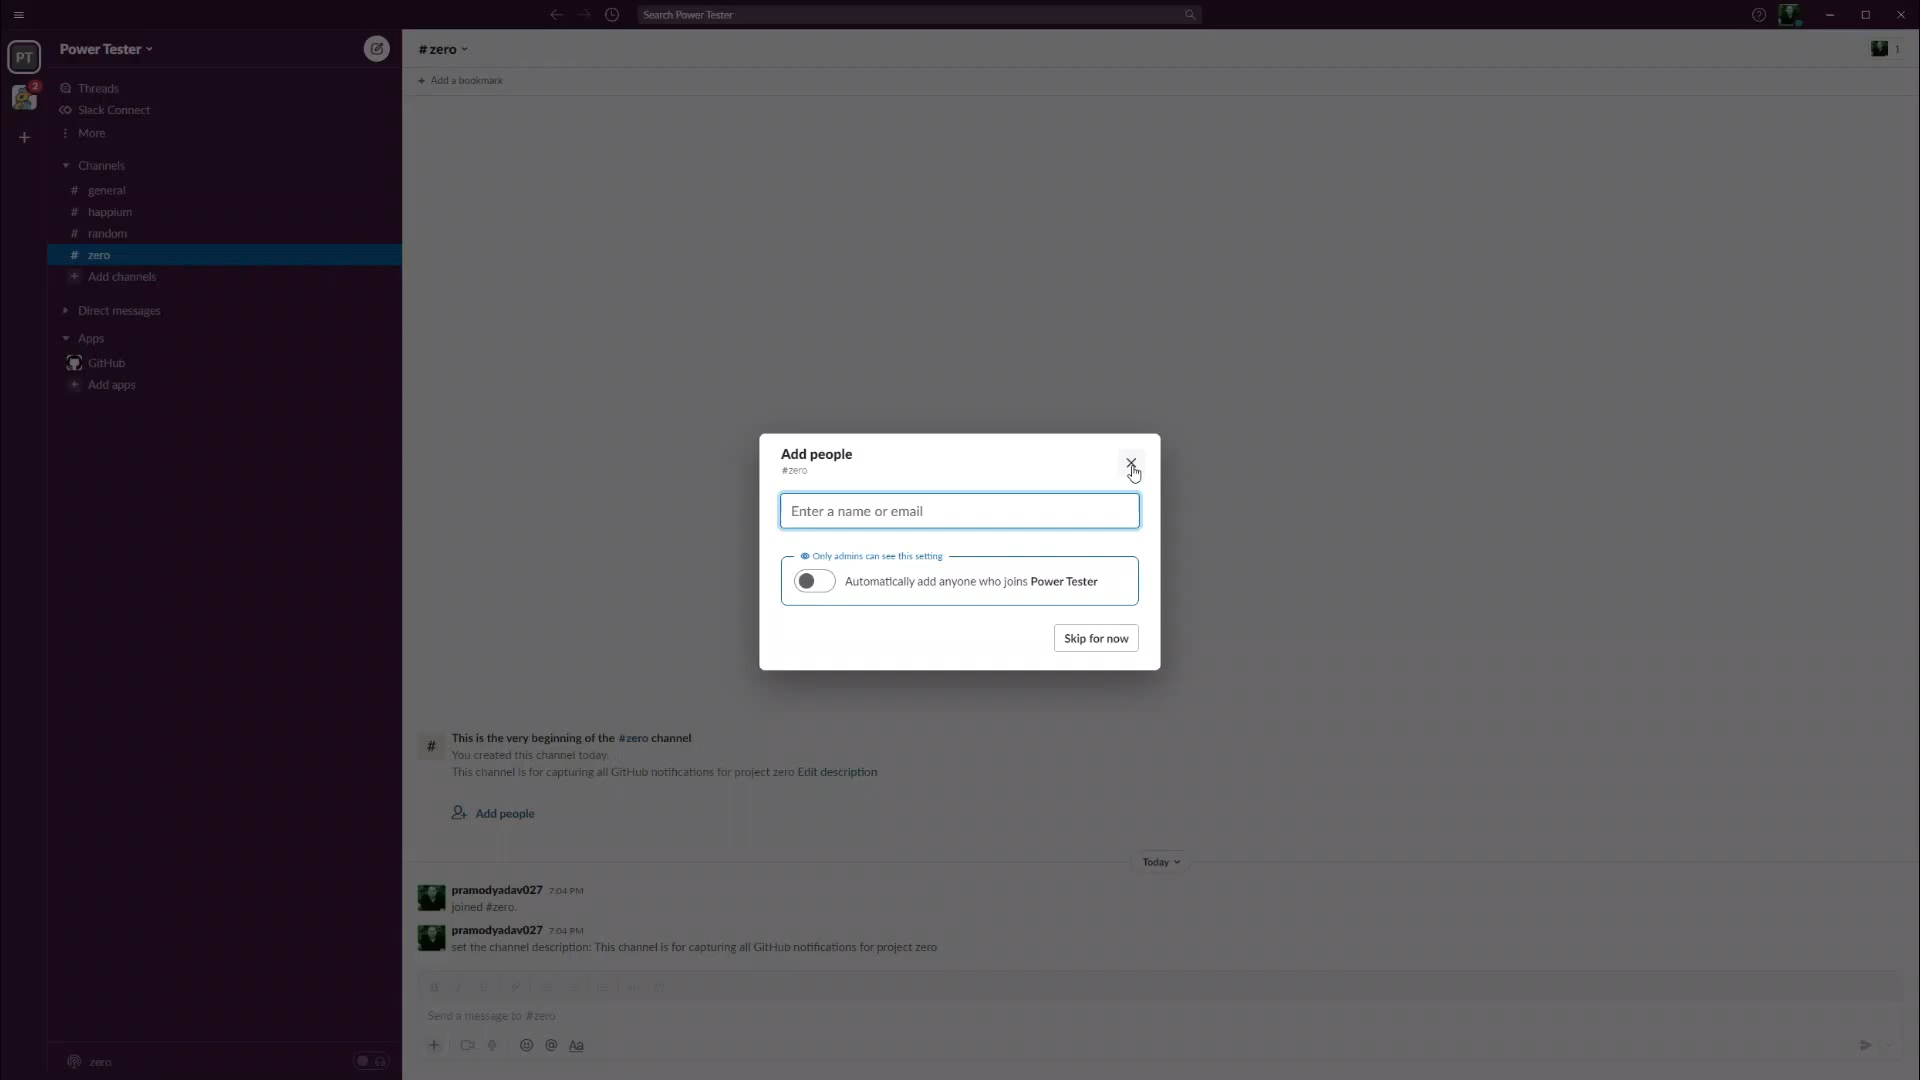 Search Power Tester
PT
Power Tester
# zero
1
Add a bookmark
2
Threads
Slack Connect
More
Channels
# general
# happium
# random
# zero
Add channels
Direct messages
Apps
GitHub
Add apps
Add people
#zero
Enter a name or email
Only admins can see this setting
Automatically add anyone who joins Power Tester
Skip for now
# This is the very beginning of the #zero channel
You created this channel today.
This channel is for capturing all GitHub notifications for project zero Edit description
Add people
Today
pramodyadav027 7:04 PM
joined #zero.
pramodyadav027 7:04 PM
set the channel description: This channel is for capturing all GitHub notifications for project zero
B I
Send a message to #zero
Aa
zero